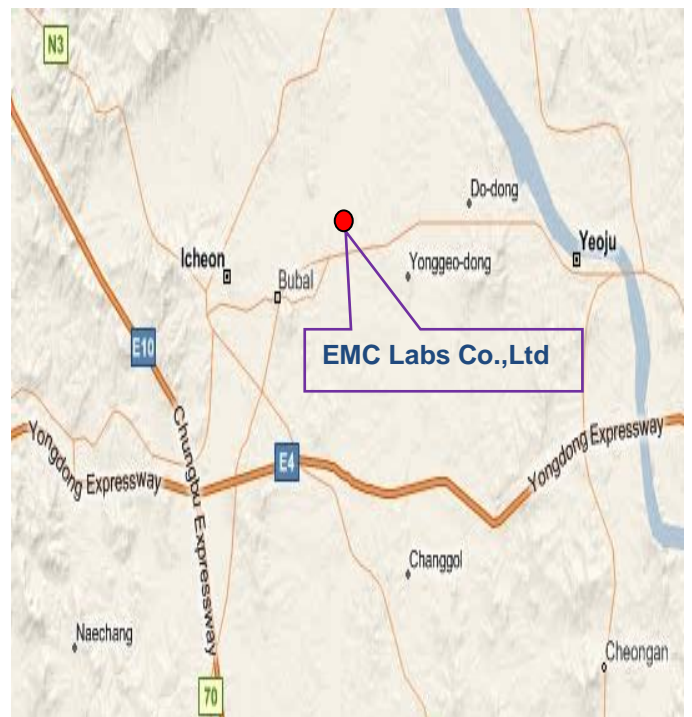 N3
Do-dong
Yeoju
Icheon
Yonggeo-dong
Bubal
EMC Labs Co.,Ltd
E10
Chungbu Expressway
Yongdong Expressway
E4
Yongdong Expressway
Changgol
Naechang
Cheongan
70